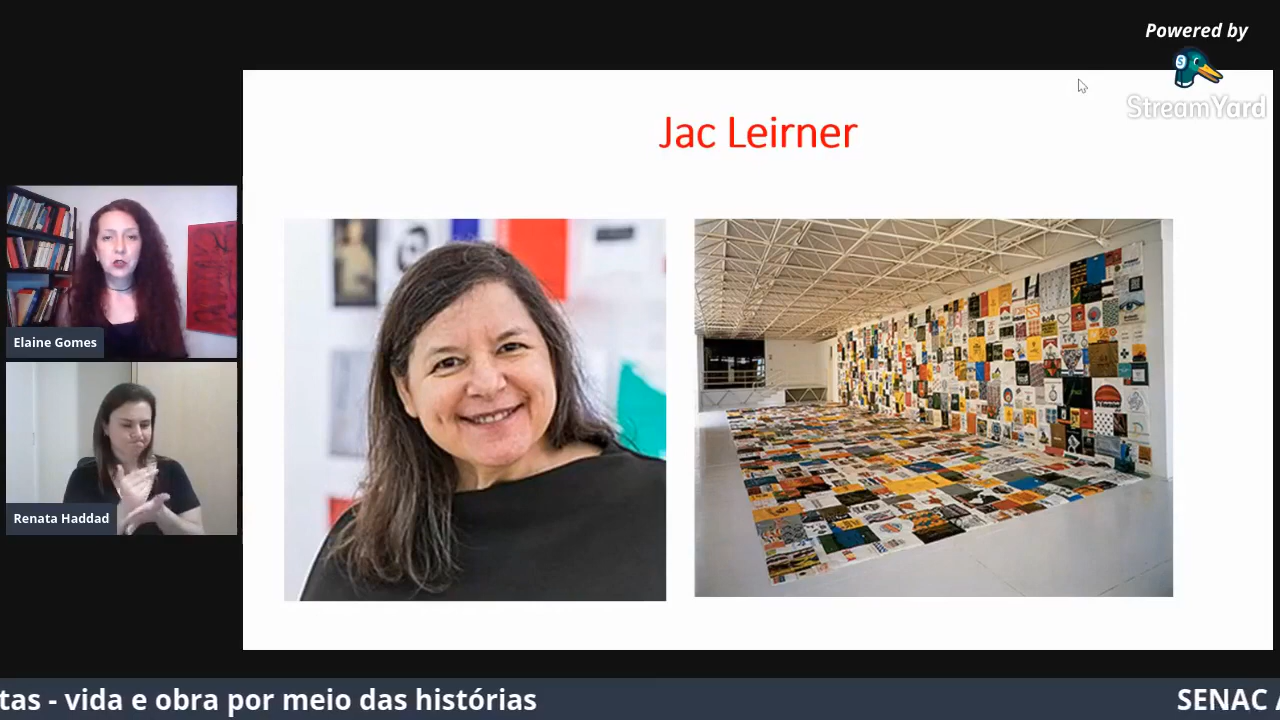 Powered by
StreamYard
Jac Leirner
Elaine Gomes
Renata Haddad
tas - vida e obra por meio das histórias
SENAC